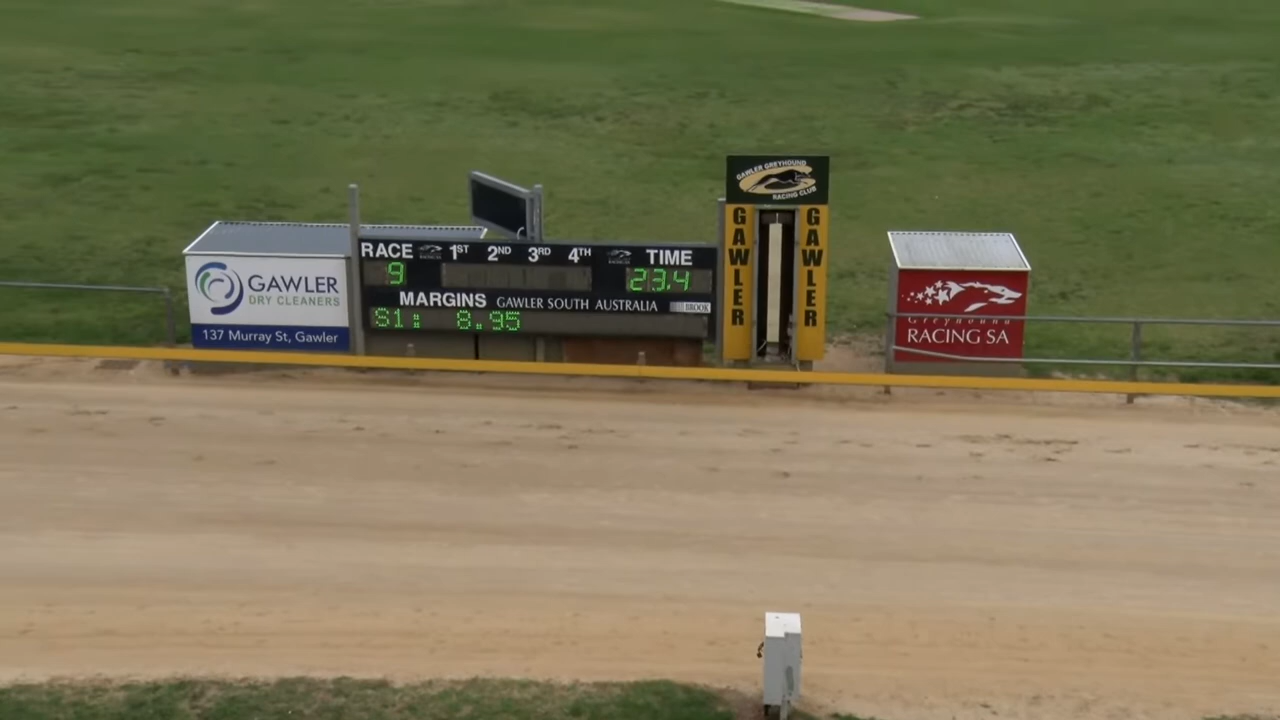 GAWLER GREYHOUND
RACING CLUB
GAWLER
GAWLER
RACE 1ST 2ND 3RD 4TH TIME
9 23.4
MARGINS GAWLER SOUTH AUSTRALIA BROOK
S1: 8.95
GAWLER
DRY CLEANERS
137 Murray St, Gawler
Greyhound
RACING SA